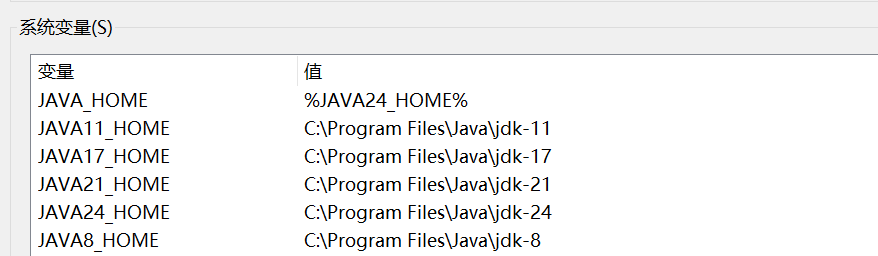 系统变量(S)
变量 值
JAVA_HOME %JAVA24_HOME%
JAVA11_HOME C:\Program Files\Java\jdk-11
JAVA17_HOME C:\Program Files\Java\jdk-17
JAVA21_HOME C:\Program Files\Java\jdk-21
JAVA24_HOME C:\Program Files\Java\jdk-24
JAVA8_HOME C:\Program Files\Java\jdk-8